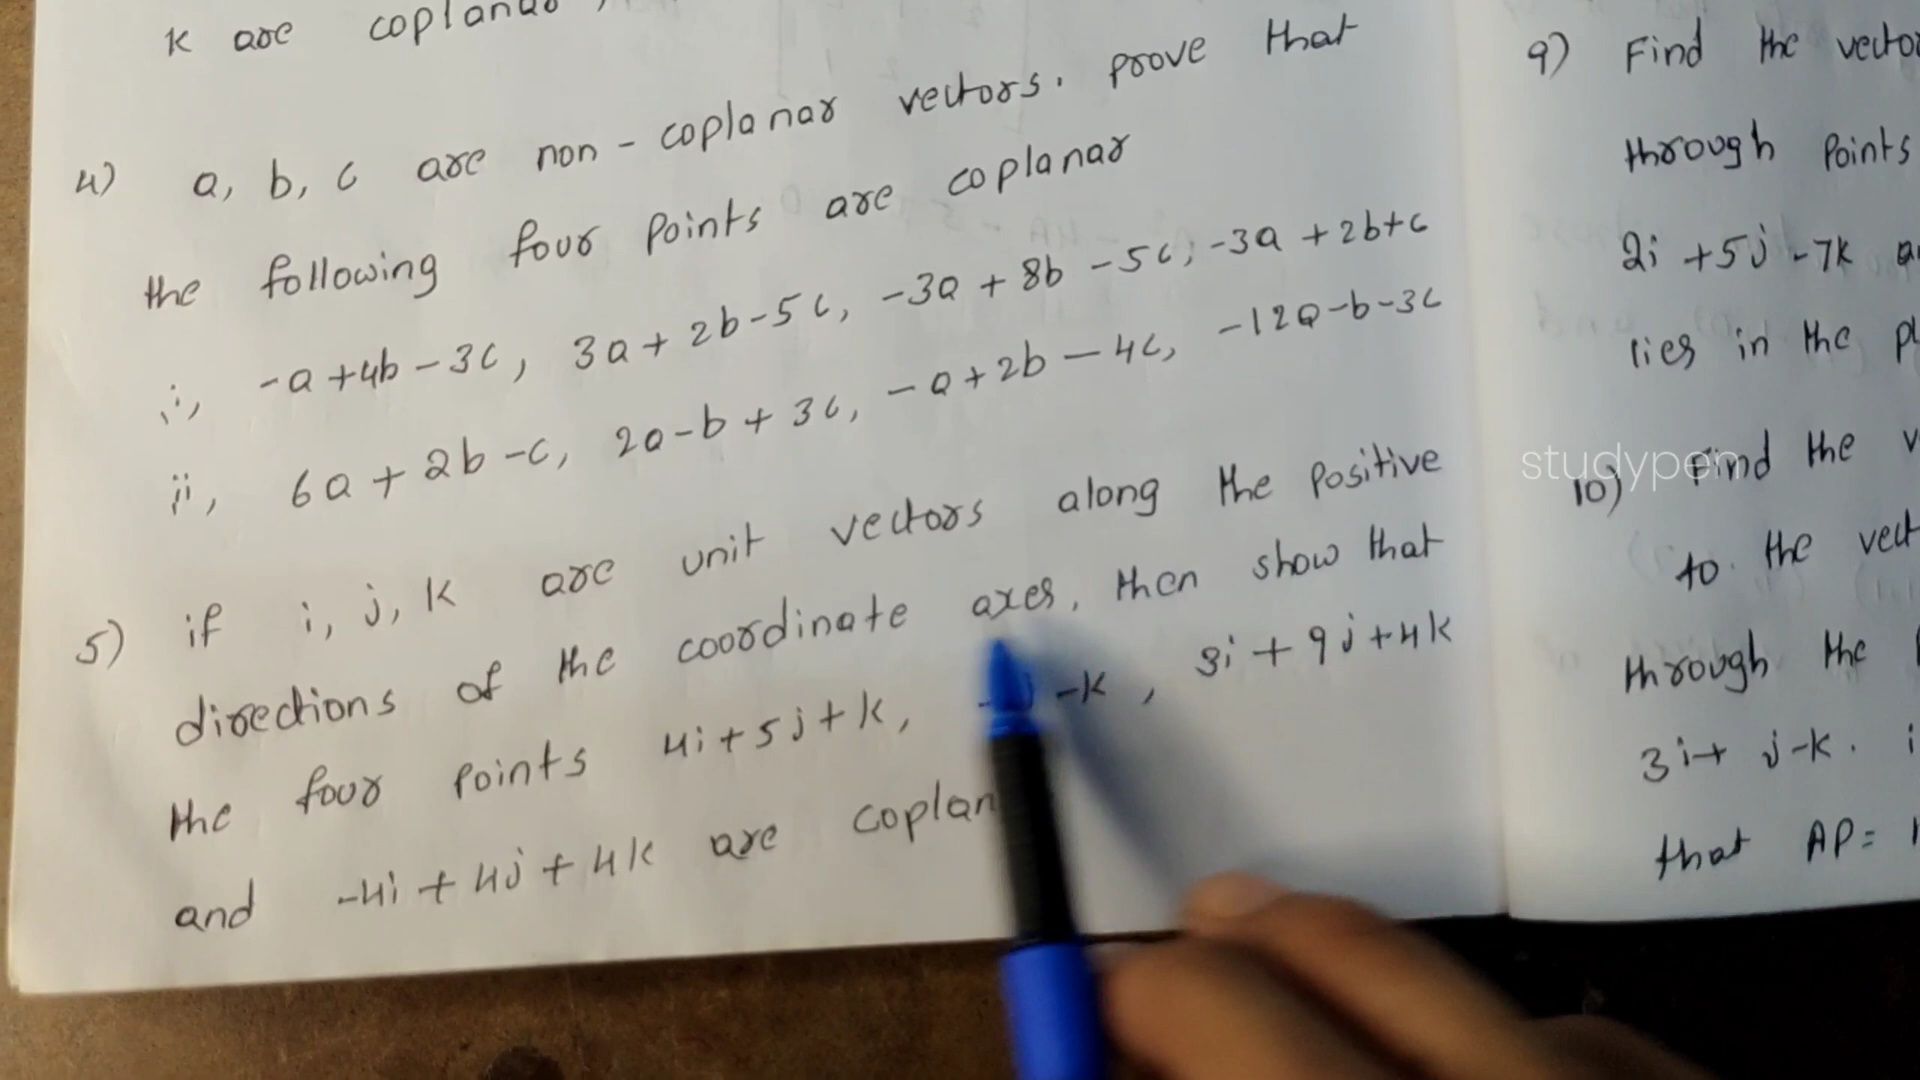 k are
4) a, b, c are non-coplanar vectors. prove that
the following four points are coplanar
i, -a+4b-3c, 3a+2b-5c, -3a+8b-5c, -3a+2b+c
ii, 6a+2b-c, 2a-b+3c, -a+2b-4c, -12a-b-3c
5) if i, j, k are unit vectors along the positive
directions of the coordinate axes, then show that
the four points 4i+5j+k, -k, 3i+9j+4k
and -4i+4j+4k are
9) Find the
through points
2i+5j-7k
lies in the
studypen
10) Find the
to the
through the
3i+j-k.
that AP=